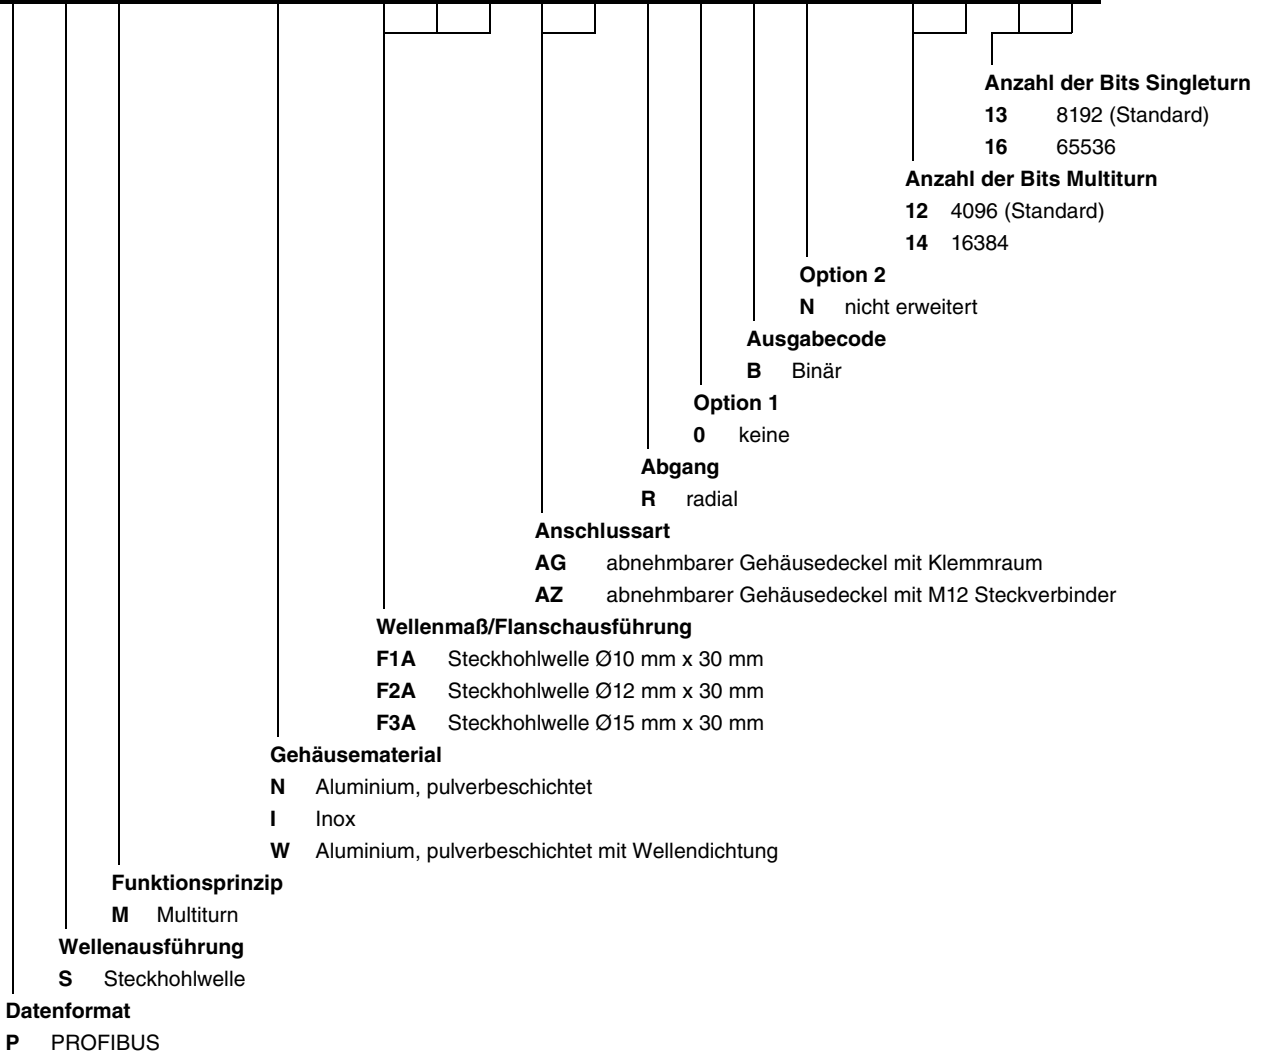 Anzahl der Bits Singleturn
13 8192 (Standard)
16 65536
Anzahl der Bits Multiturn
12 4096 (Standard)
14 16384
Option 2
N nicht erweitert
Ausgabecode
B Binär
Option 1
0 keine
Abgang
R radial
Anschlussart
AG abnehmbarer Gehäusedeckel mit Klemmraum
AZ abnehmbarer Gehäusedeckel mit M12 Steckverbinder
Wellenmaß/Flanschausführung
F1A Steckhohlwelle Ø10 mm x 30 mm
F2A Steckhohlwelle Ø12 mm x 30 mm
F3A Steckhohlwelle Ø15 mm x 30 mm
Gehäusematerial
N Aluminium, pulverbeschichtet
I Inox
W Aluminium, pulverbeschichtet mit Wellendichtung
Funktionsprinzip
M Multiturn
Wellenausführung
S Steckhohlwelle
Datenformat
P PROFIBUS